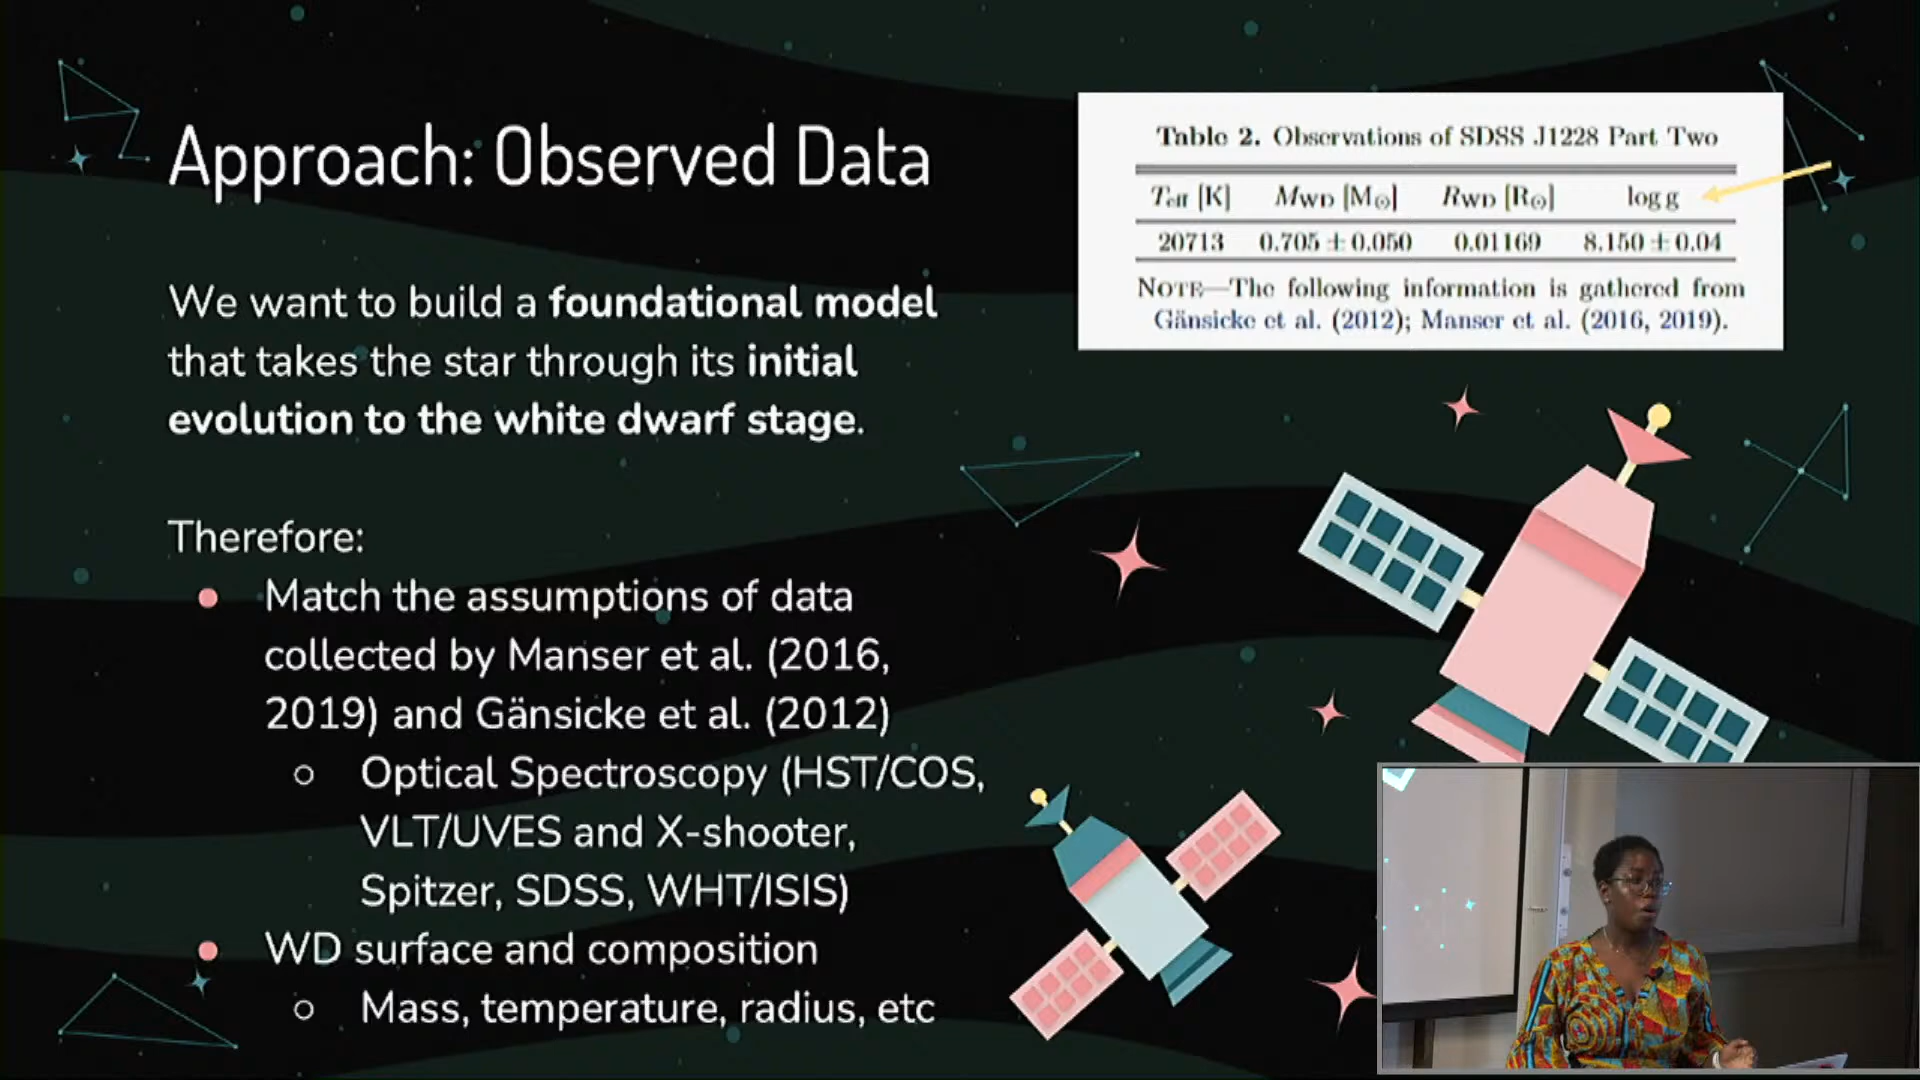 Approach: Observed Data
We want to build a foundational model
that takes the star through its initial
evolution to the white dwarf stage.
Therefore:
Match the assumptions of data
collected by Manser et al. (2016,
2019) and Gänsicke et al. (2012)
Optical Spectroscopy (HST/COS,
VLT/UVES and X-shooter,
Spitzer, SDSS, WHT/ISIS)
WD surface and composition
Mass, temperature, radius, etc
Table 2. Observations of SDSS J1228 Part Two
Teff [K] MWD [M⊙] RWD [R⊙] log g
20713 0.705 ± 0.050 0.01169 8.150 ± 0.04
NOTE—The following information is gathered from
Gänsicke et al. (2012); Manser et al. (2016, 2019).